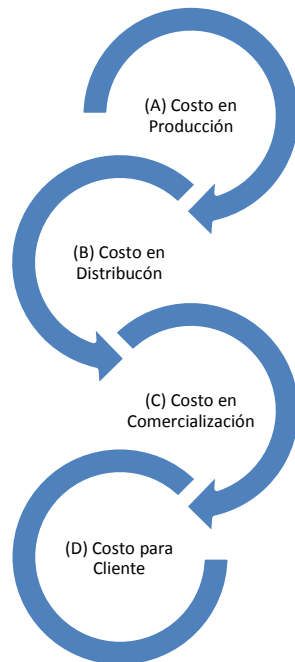 (A) Costo en
Producción
(B) Costo en
Distribucón
(C) Costo en
Comercialización
(D) Costo para
Cliente